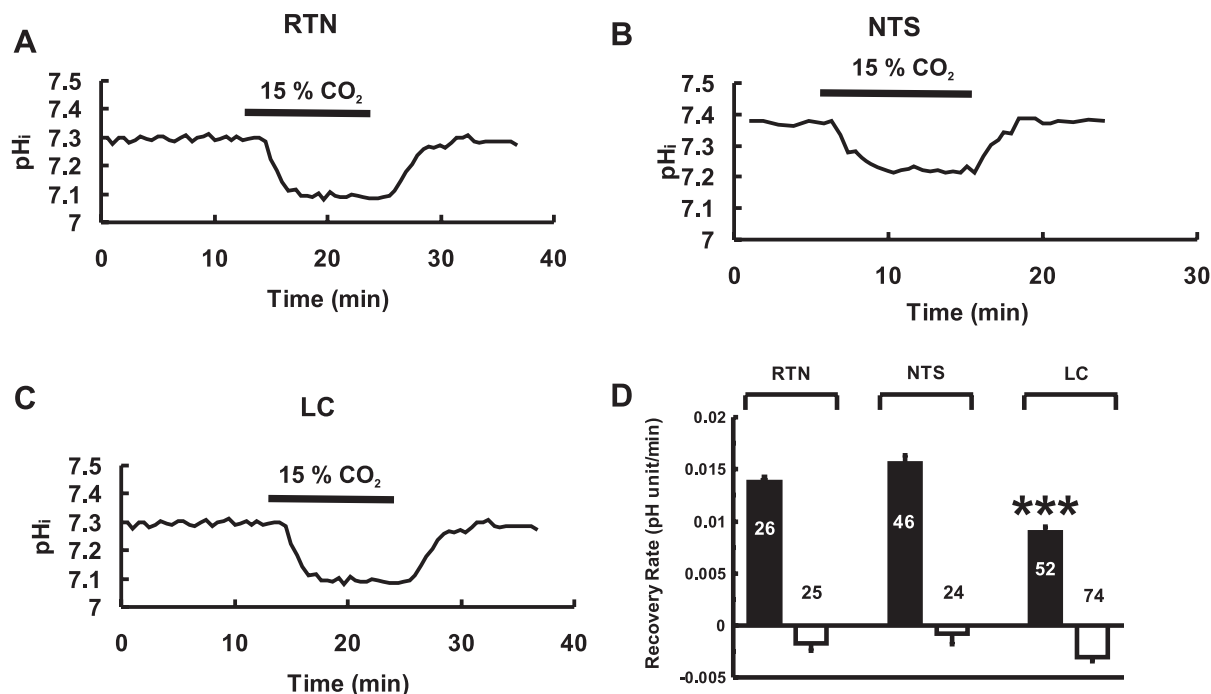 A
RTN
15 % CO2
pHi
7.5
7.4
7.3
7.2
7.1
7
0 10 20 30 40
Time (min)
B
NTS
15 % CO2
pHi
7.5
7.4
7.3
7.2
7.1
7
0 10 20 30
Time (min)
C
LC
15 % CO2
pHi
7.5
7.4
7.3
7.2
7.1
7
0 10 20 30 40
Time (min)
D
RTN NTS LC
Recovery Rate (pH unit/min)
0.02
0.015
0.01
0.005
0
-0.005
***
26 25 46 24 52 74